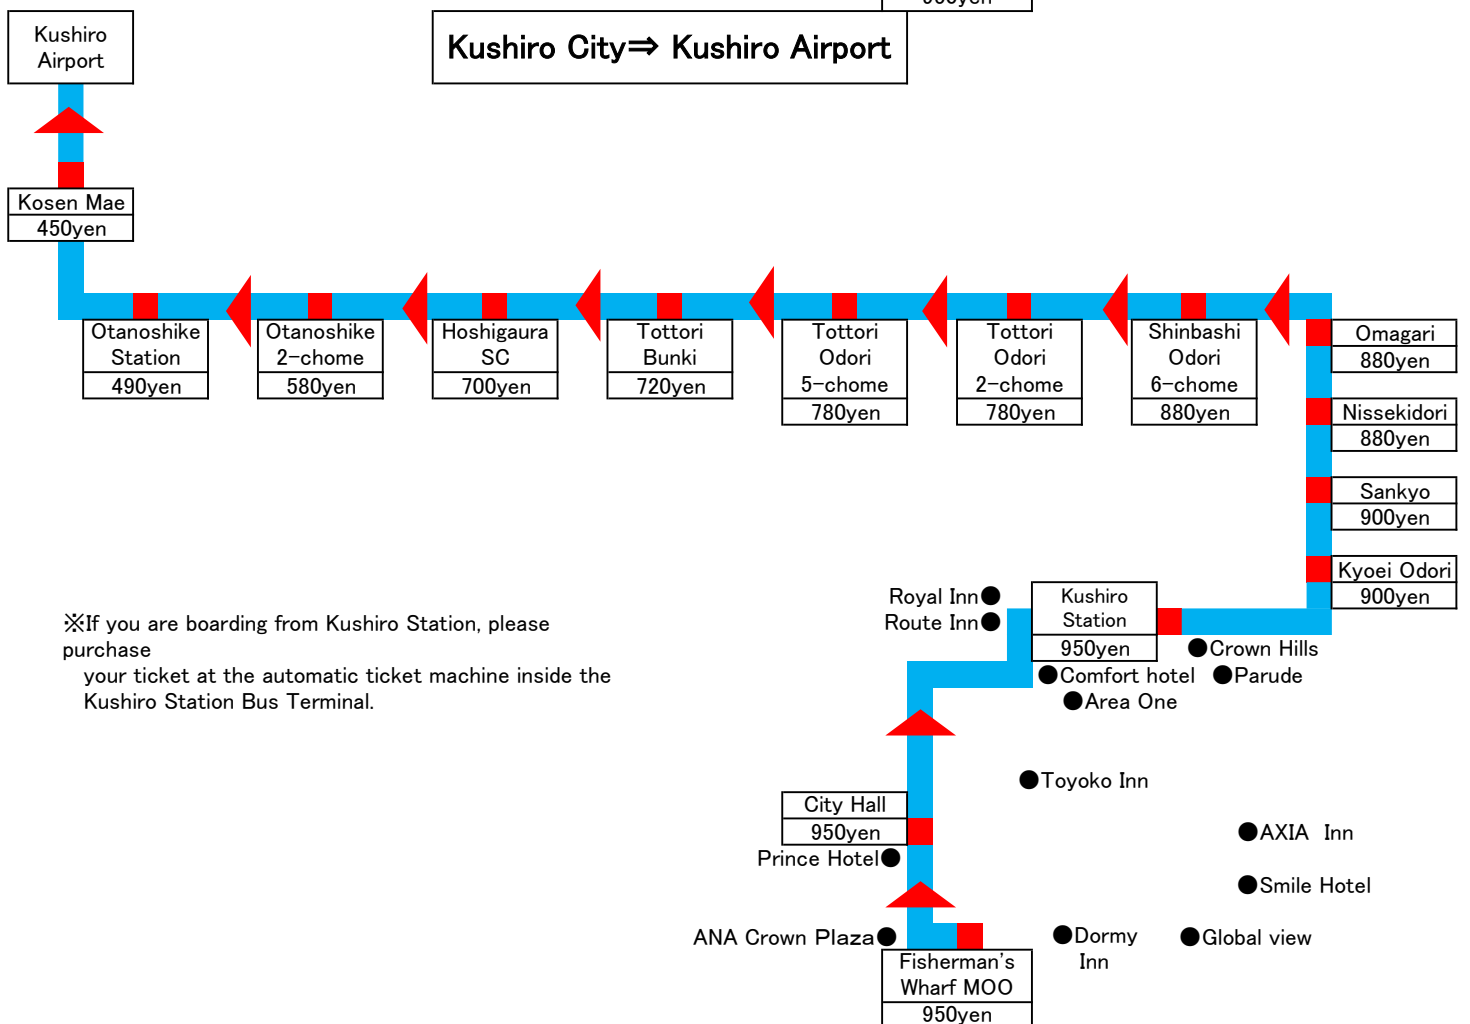 Kushiro
Airport
Kushiro City⇒ Kushiro Airport
Kosen Mae
450yen
Otanoshike
Station
490yen
Otanoshike
2-chome
580yen
Hoshigaura
SC
700yen
Tottori
Bunki
720yen
Tottori
Odori
5-chome
780yen
Tottori
Odori
2-chome
780yen
Shinbashi
Odori
6-chome
880yen
Omagari
880yen
Nissekidori
880yen
Sankyo
900yen
Kyoei Odori
900yen
※If you are boarding from Kushiro Station, please
purchase
your ticket at the automatic ticket machine inside the
Kushiro Station Bus Terminal.
Royal Inn●
Route Inn●
Kushiro
Station
950yen
●Crown Hills
●Comfort hotel
●Parude
●Area One
●Toyoko Inn
City Hall
950yen
Prince Hotel●
●AXIA Inn
●Smile Hotel
ANA Crown Plaza●
●Dormy
Inn
●Global view
Fisherman's
Wharf MOO
950yen